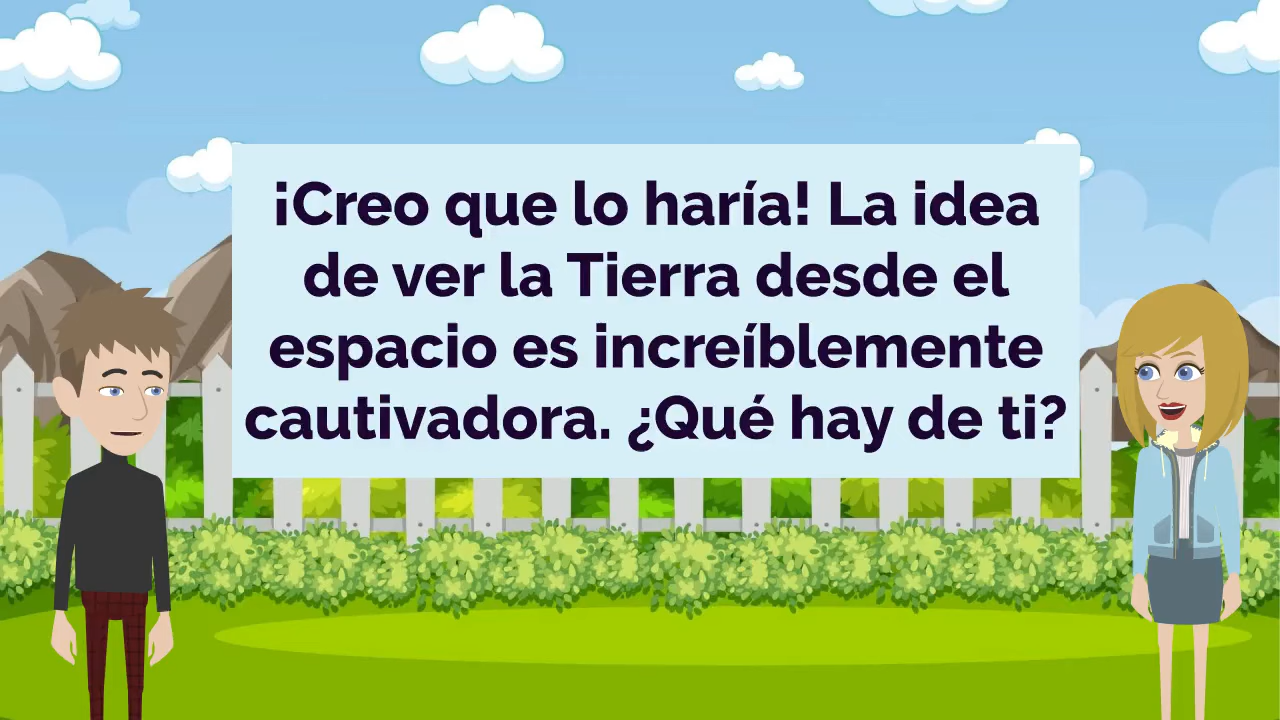 ¡Creo que lo haría! La idea
de ver la Tierra desde el
espacio es increíblemente
cautivadora. ¿Qué hay de ti?